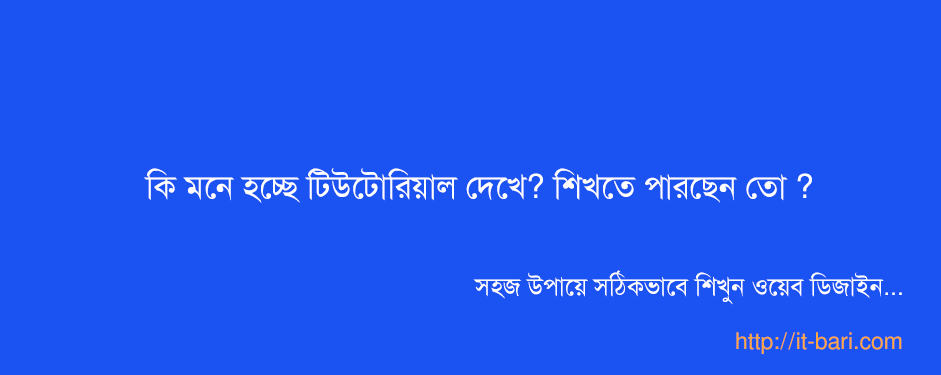 কি মনে হচ্ছে টিউটোরিয়াল দেখে? শিখতে পারছেন তো ?
সহজ উপায়ে সঠিকভাবে শিখুন ওয়েব ডিজাইন...
http://it-bari.com